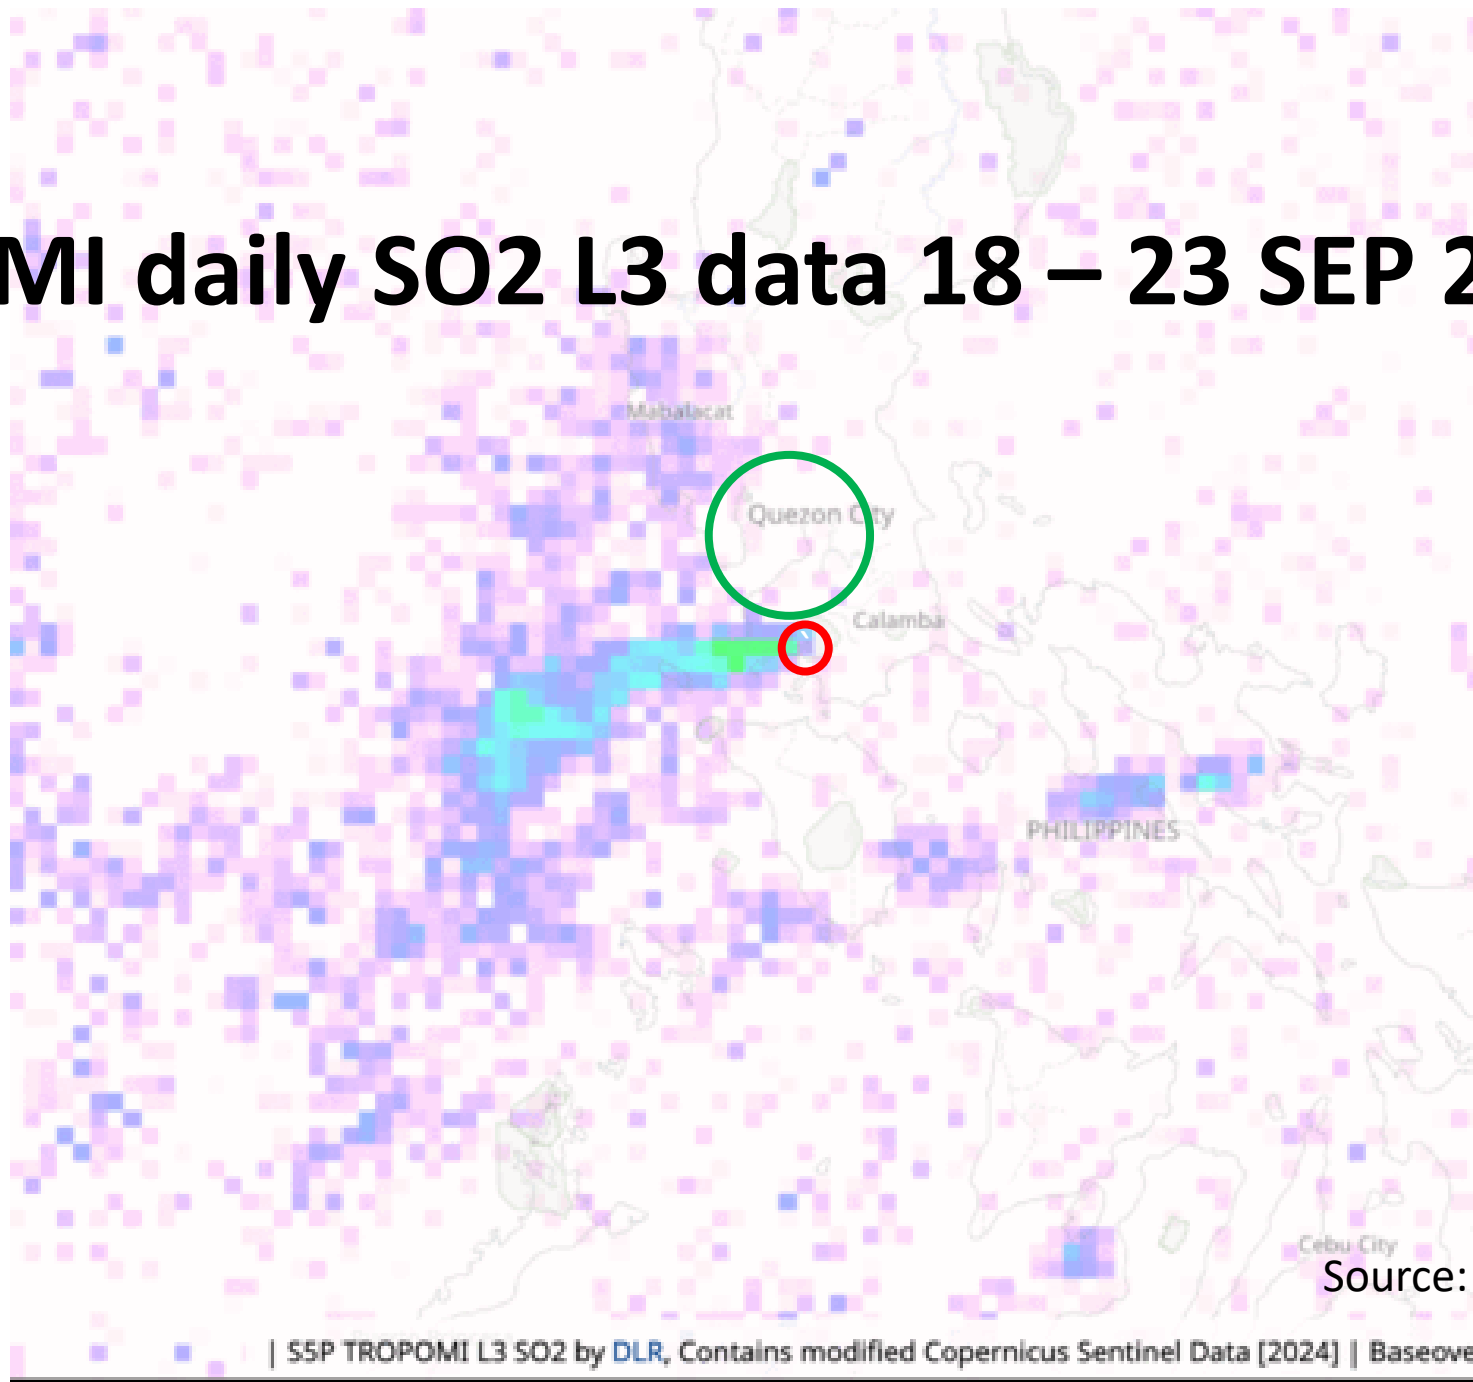 MI daily SO2 L3 data 18 – 23 SEP 2
Mabalacat
Quezon City
Calamba
PHILIPPINES
Cebu City
Source:
| S5P TROPOMI L3 SO2 by DLR, Contains modified Copernicus Sentinel Data [2024] | Baseove